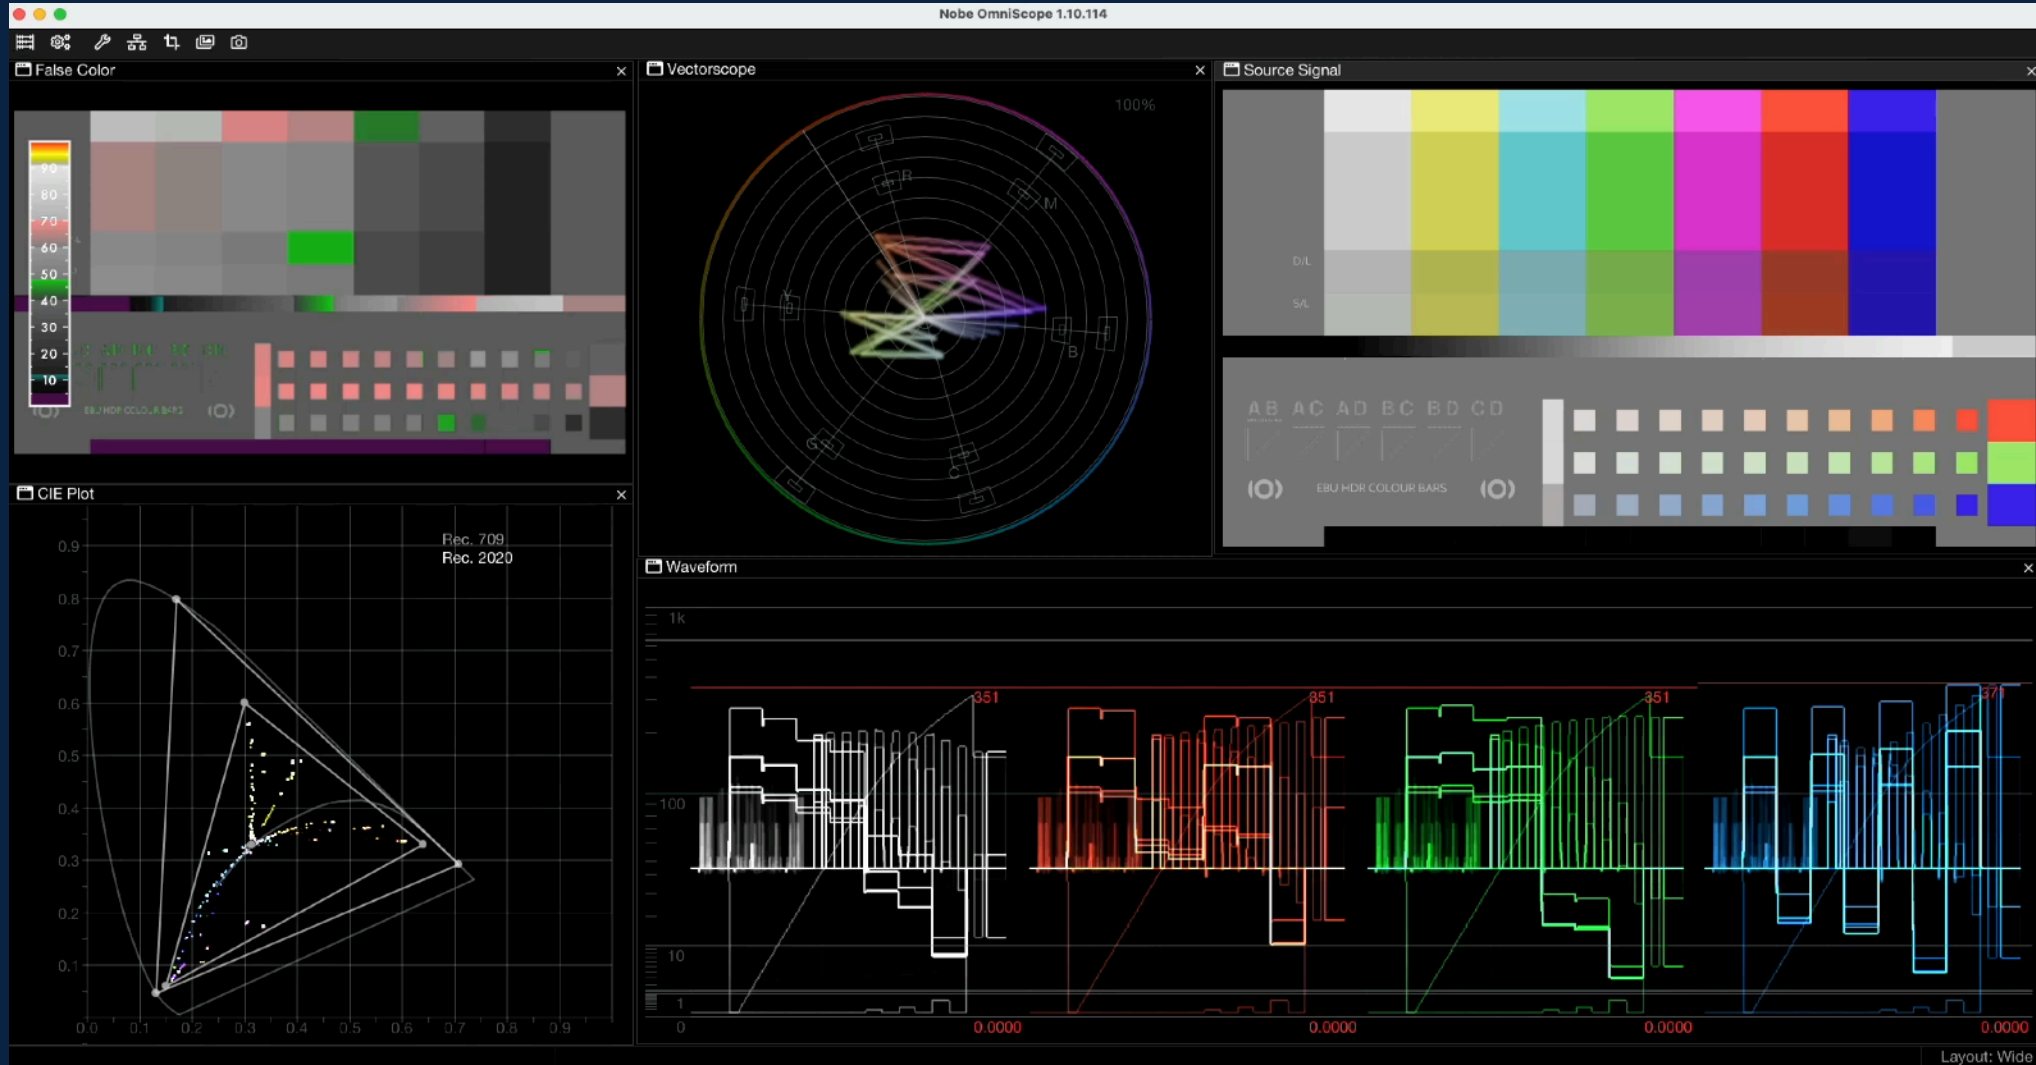 Nobe OmniScope 1.10.114
False Color
90
80
70
60
50
40
30
20
10
EBU HDR COLOUR BARS
Vectorscope
100%
R
M
Y
B
G
C
Source Signal
D/L
S/L
AB AC AD BC BD CD
EBU HDR COLOUR BARS
CIE Plot
Rec. 709
Rec. 2020
0.9
0.8
0.7
0.6
0.5
0.4
0.3
0.2
0.1
0.0 0.1 0.2 0.3 0.4 0.5 0.6 0.7 0.8 0.9
Waveform
1k
351 351 351 371
100
10
1
0 0.0000 0.0000 0.0000 0.0000
Layout: Wide